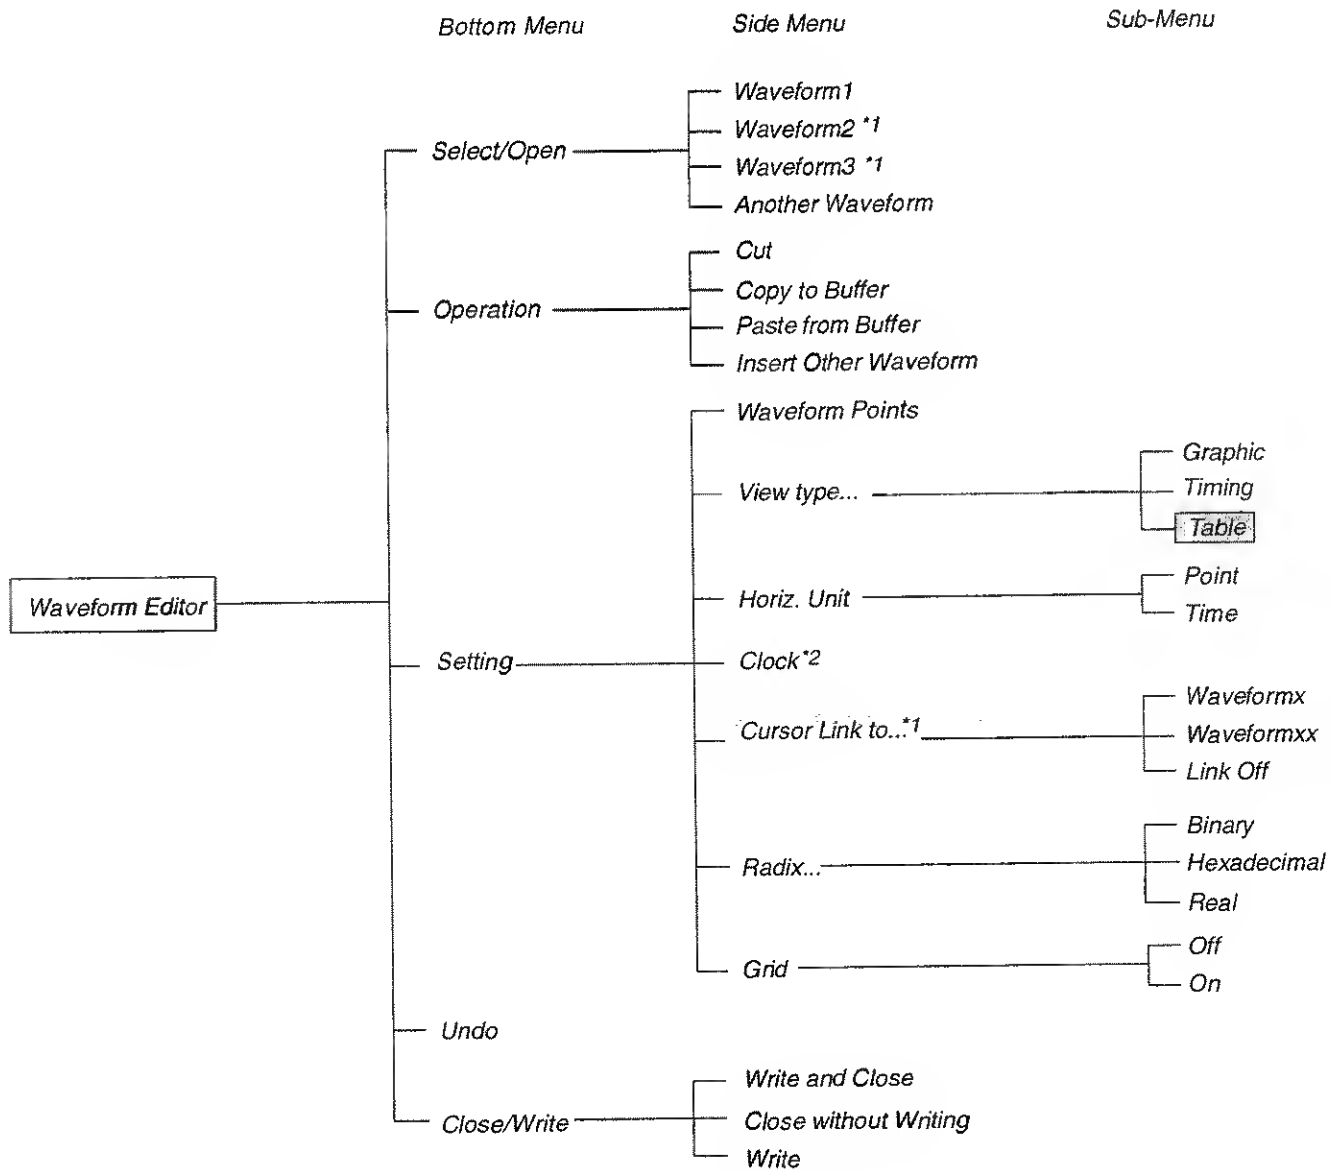 Bottom Menu Side Menu Sub-Menu
Waveform1
Waveform2 *1
Select/Open
Waveform3 *1
Another Waveform
Cut
Copy to Buffer
Operation
Paste from Buffer
Insert Other Waveform
Waveform Points
Graphic
View type... Timing
Table
Point
Horiz. Unit
Time
Waveform Editor
Setting Clock*2
Waveformx
Cursor Link to...*1 Waveformxx
Link Off
Binary
Radix... Hexadecimal
Real
Off
Grid
On
Undo
Write and Close
Close/Write Close without Writing
Write